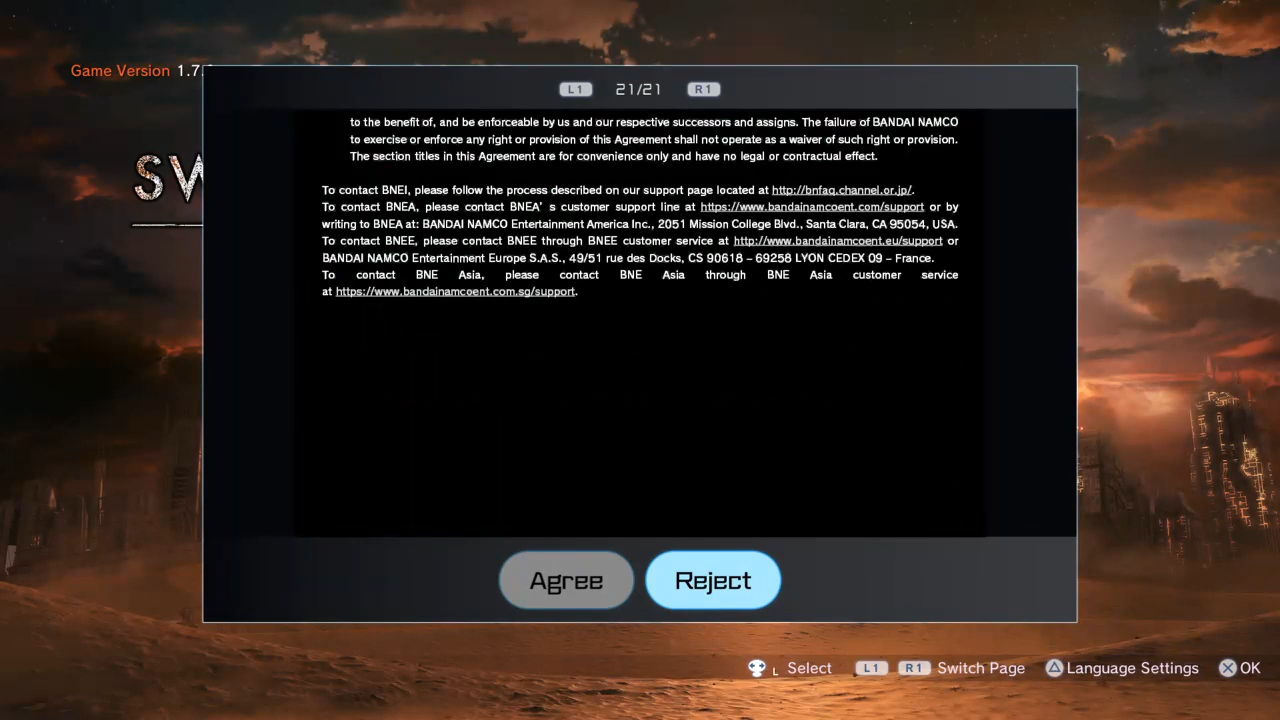 Game Version 1.7.
L1 21/21 R1
to the benefit of, and be enforceable by us and our respective successors and assigns. The failure of BANDAI NAMCO
to exercise or enforce any right or provision of this Agreement shall not operate as a waiver of such right or provision.
The section titles in this Agreement are for convenience only and have no legal or contractual effect.
SW
To contact BNEI, please follow the process described on our support page located at http://bnfaq.channel.or.jp/.
To contact BNEA, please contact BNEA's customer support line at https://www.bandainamcoent.com/support or by
writing to BNEA at: BANDAI NAMCO Entertainment America Inc., 2051 Mission College Blvd., Santa Clara, CA 95054, USA.
To contact BNEE, please contact BNEE through BNEE customer service at http://www.bandainamcoent.eu/support or
BANDAI NAMCO Entertainment Europe S.A.S., 49/51 rue des Docks, CS 90618 – 69258 LYON CEDEX 09 – France.
To contact BNE Asia, please contact BNE Asia through BNE Asia customer service
at https://www.bandainamcoent.com.sg/support.
Agree Reject
L Select L1 R1 Switch Page Language Settings OK